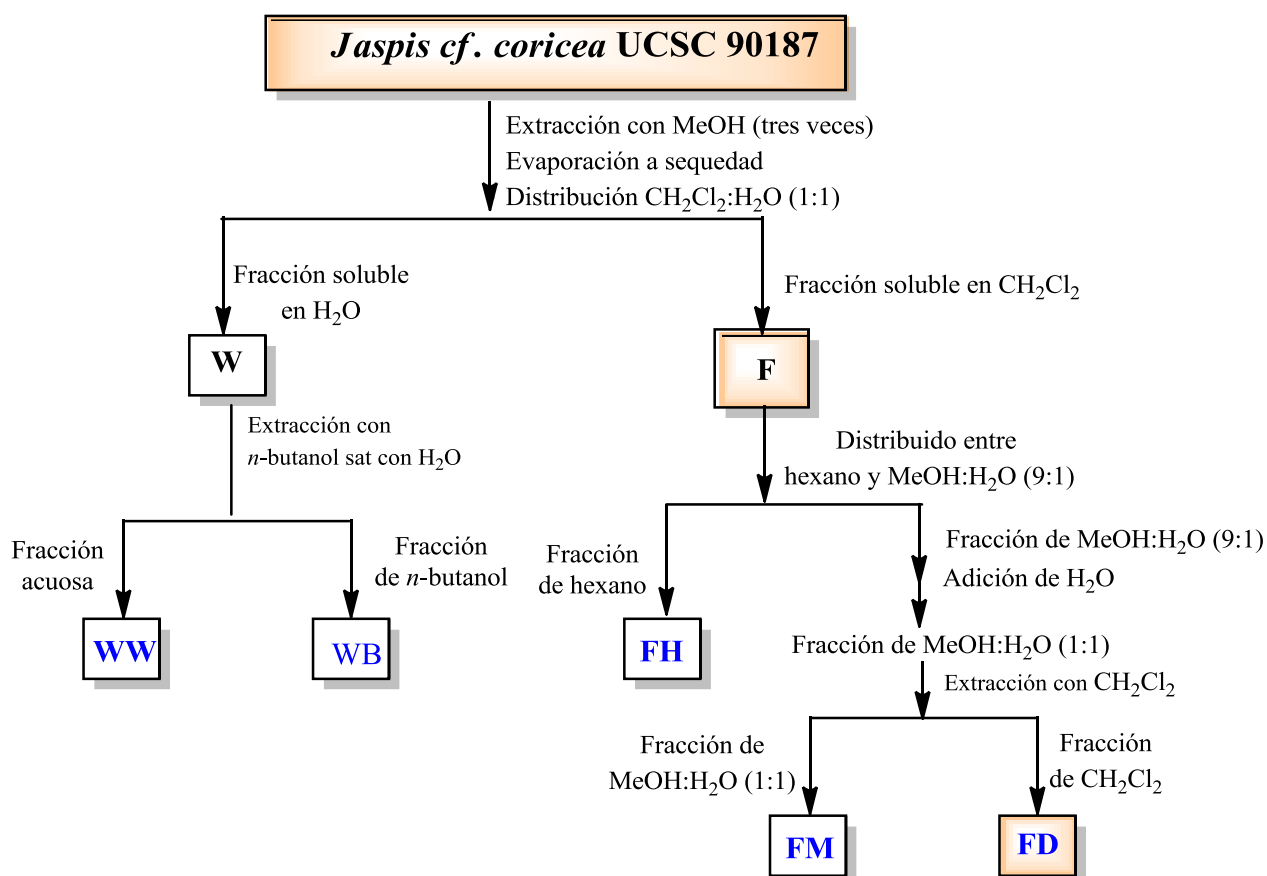 Jaspis cf. coricea UCSC 90187
Extracción con MeOH (tres veces)
Evaporación a sequedad
Distribución CH₂Cl₂:H₂O (1:1)
Fracción soluble
en H₂O
Fracción soluble en CH₂Cl₂
W
F
Extracción con
n-butanol sat con H₂O
Distribuido entre
hexano y MeOH:H₂O (9:1)
Fracción
acuosa
Fracción
de n-butanol
Fracción
de hexano
Fracción de MeOH:H₂O (9:1)
Adición de H₂O
WW
WB
FH
Fracción de MeOH:H₂O (1:1)
Extracción con CH₂Cl₂
Fracción de
MeOH:H₂O (1:1)
Fracción
de CH₂Cl₂
FM
FD